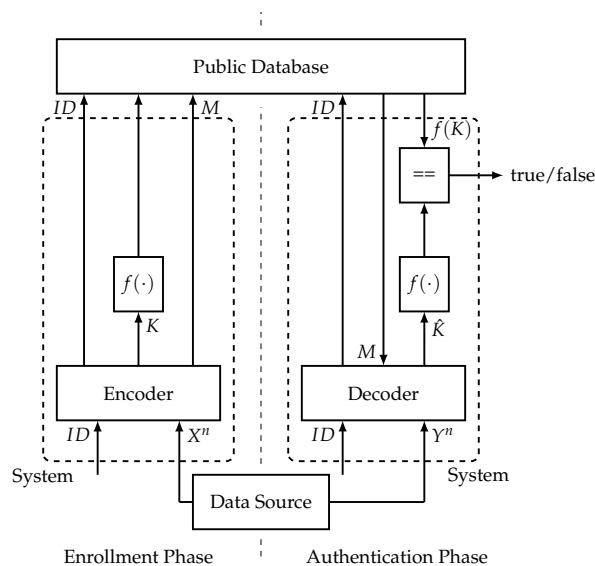 Public Database
ID
M
ID
f(K)
==
true/false
f(·)
f(·)
K
K̂
M
Encoder
Decoder
ID
Xⁿ
ID
Yⁿ
System
System
Data Source
Enrollment Phase
Authentication Phase